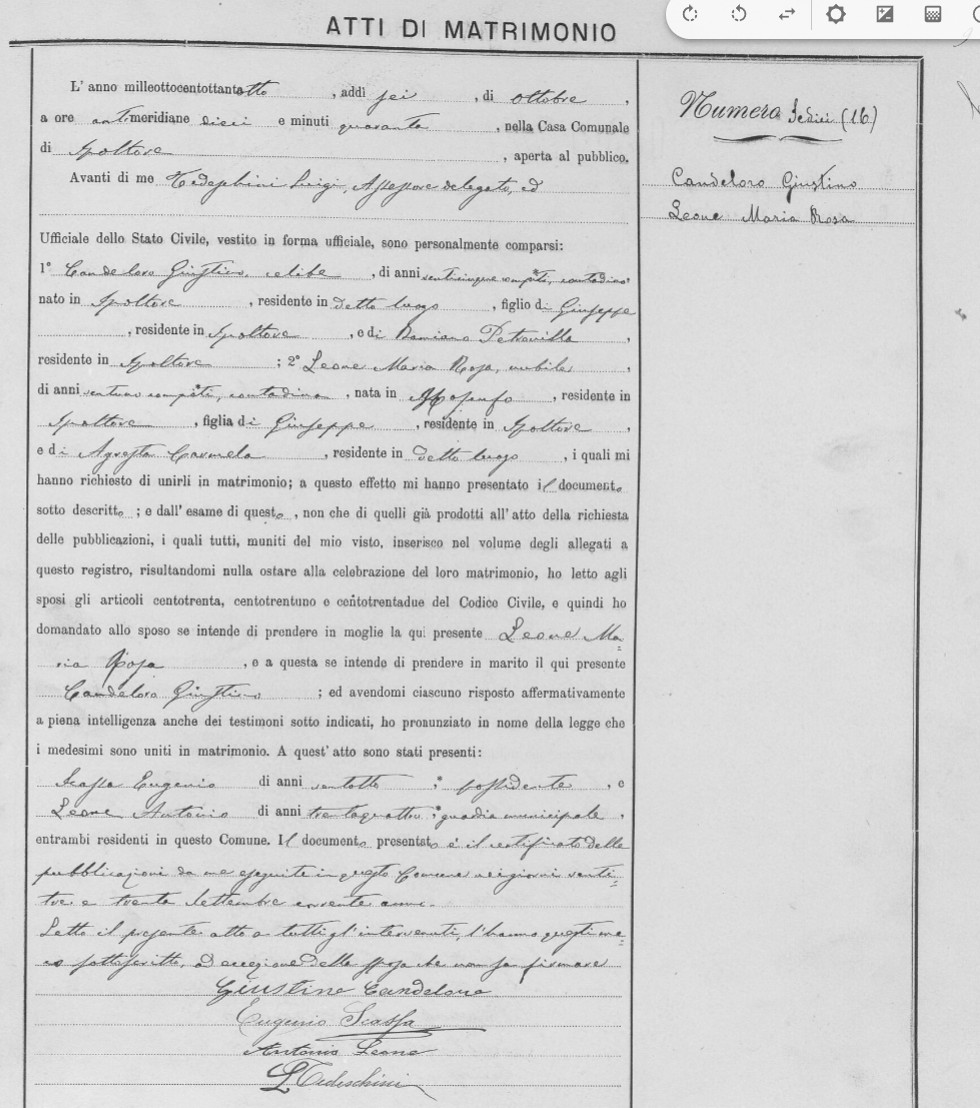 ATTI DI MATRIMONIO
L' anno milleottocentottantotto, addì sei, di ottobre,
a ore antimeridiane dieci e minuti quaranta, nella Casa Comunale
di Spoltore, aperta al pubblico.
Avanti di me Tedeschini Luigi, Assessore delegato, ed
Ufficiale dello Stato Civile, vestito in forma ufficiale, sono personalmente comparsi:
1° Candeloro Giustino, celibe, di anni venticinque compiti, contadino,
nato in Spoltore, residente in detto luogo, figlio di Giuseppe
, residente in Spoltore, e di Damiano Petronilla,
residente in Spoltore; 2° Leone Maria Rosa, nubile,
di anni ventuno compiti, contadina, nata in Moscufo, residente in
Spoltore, figlia di Giuseppe, residente in Spoltore,
e di Agresta Carmela, residente in detto luogo, i quali mi
hanno richiesto di unirli in matrimonio; a questo effetto mi hanno presentato il documento
sotto descritto; e dall' esame di questo, non che di quelli già prodotti all' atto della richiesta
delle pubblicazioni, i quali tutti, muniti del mio visto, inserisco nel volume degli allegati a
questo registro, risultandomi nulla ostare alla celebrazione del loro matrimonio, ho letto agli
sposi gli articoli centotrenta, centotrentuno e centotrentadue del Codice Civile, e quindi ho
domandato allo sposo se intende di prendere in moglie la qui presente Leone Ma=
ria Rosa, e a questa se intende di prendere in marito il qui presente
Candeloro Giustino; ed avendomi ciascuno risposto affermativamente
a piena intelligenza anche dei testimoni sotto indicati, ho pronunziato in nome della legge che
i medesimi sono uniti in matrimonio. A quest' atto sono stati presenti:
Scassa Eugenio di anni ventotto, possidente, e
Leone Antonio di anni trentaquattro, guardia municipale,
entrambi residenti in questo Comune. Il documento presentato è il certificato delle
pubblicazioni da me eseguite in questo Comune nei giorni venti=
tre e trenta Settembre corrente anno.
Letto il presente atto a tutti gl'intervenuti, l'hanno questi me=
co sottoscritto, ad eccezione della sposa che non sa firmare
Giustino Candeloro
Eugenio Scassa
Antonio Leone
L Tedeschini
Numero Sedici (16)
Candeloro Giustino
Leone Maria Rosa